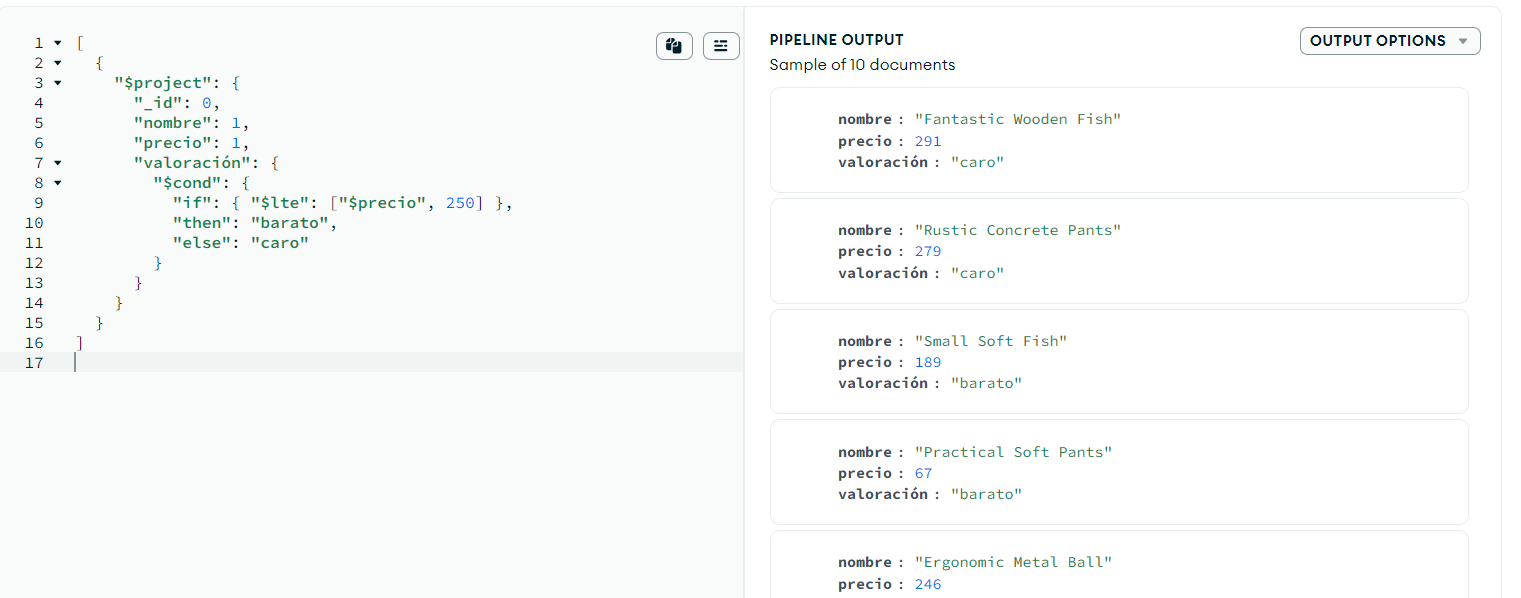 1 [
2 {
3 "$project": {
4 "_id": 0,
5 "nombre": 1,
6 "precio": 1,
7 "valoración": {
8 "$cond": {
9 "if": { "$lte": ["$precio", 250] },
10 "then": "barato",
11 "else": "caro"
12 }
13 }
14 }
15 }
16 ]
17
PIPELINE OUTPUT
OUTPUT OPTIONS
Sample of 10 documents
nombre : "Fantastic Wooden Fish"
precio : 291
valoración : "caro"
nombre : "Rustic Concrete Pants"
precio : 279
valoración : "caro"
nombre : "Small Soft Fish"
precio : 189
valoración : "barato"
nombre : "Practical Soft Pants"
precio : 67
valoración : "barato"
nombre : "Ergonomic Metal Ball"
precio : 246